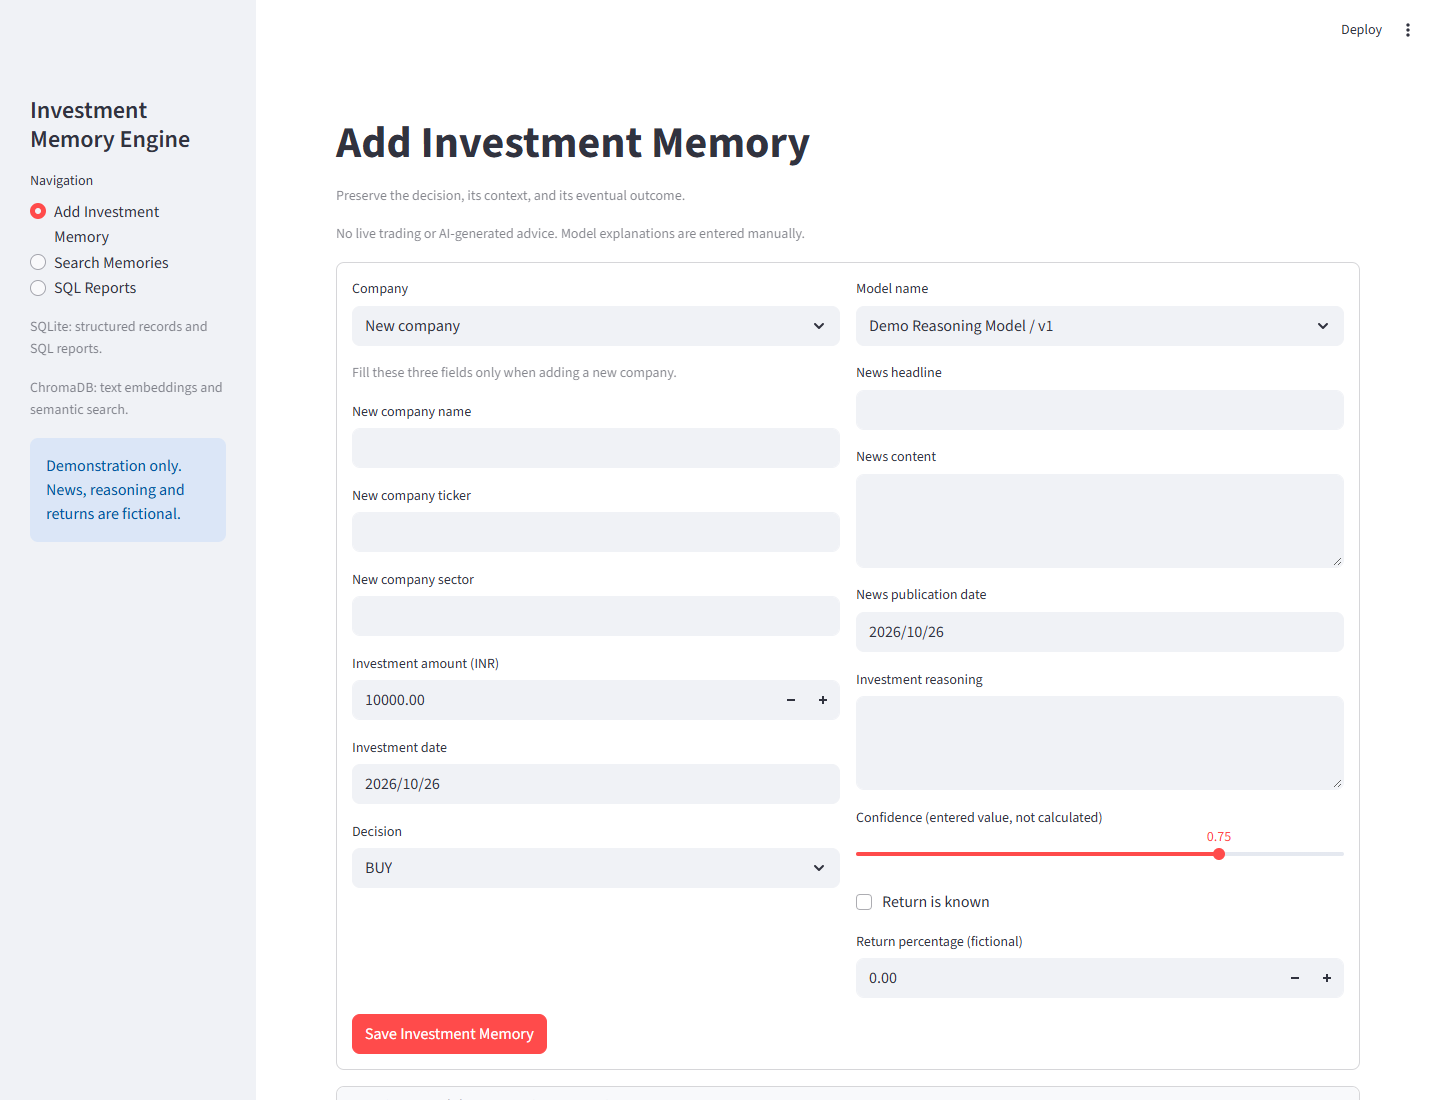 Deploy
Investment
Memory Engine
Navigation
Add Investment
Memory
Search Memories
SQL Reports
SQLite: structured records and
SQL reports.
ChromaDB: text embeddings and
semantic search.
Demonstration only.
News, reasoning and
returns are fictional.
Add Investment Memory
Preserve the decision, its context, and its eventual outcome.
No live trading or AI-generated advice. Model explanations are entered manually.
Company
New company
Fill these three fields only when adding a new company.
New company name
New company ticker
New company sector
Investment amount (INR)
10000.00
Investment date
2026/10/26
Decision
BUY
Model name
Demo Reasoning Model / v1
News headline
News content
News publication date
2026/10/26
Investment reasoning
Confidence (entered value, not calculated)
0.75
Return is known
Return percentage (fictional)
0.00
Save Investment Memory